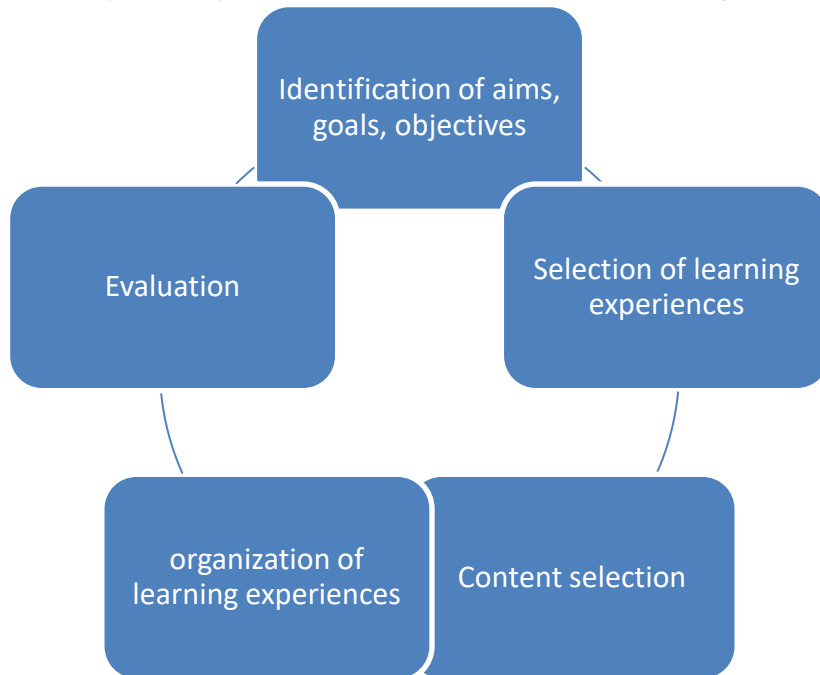 Identification of aims,
goals, objectives
Selection of learning
experiences
Content selection
organization of
learning experiences
Evaluation